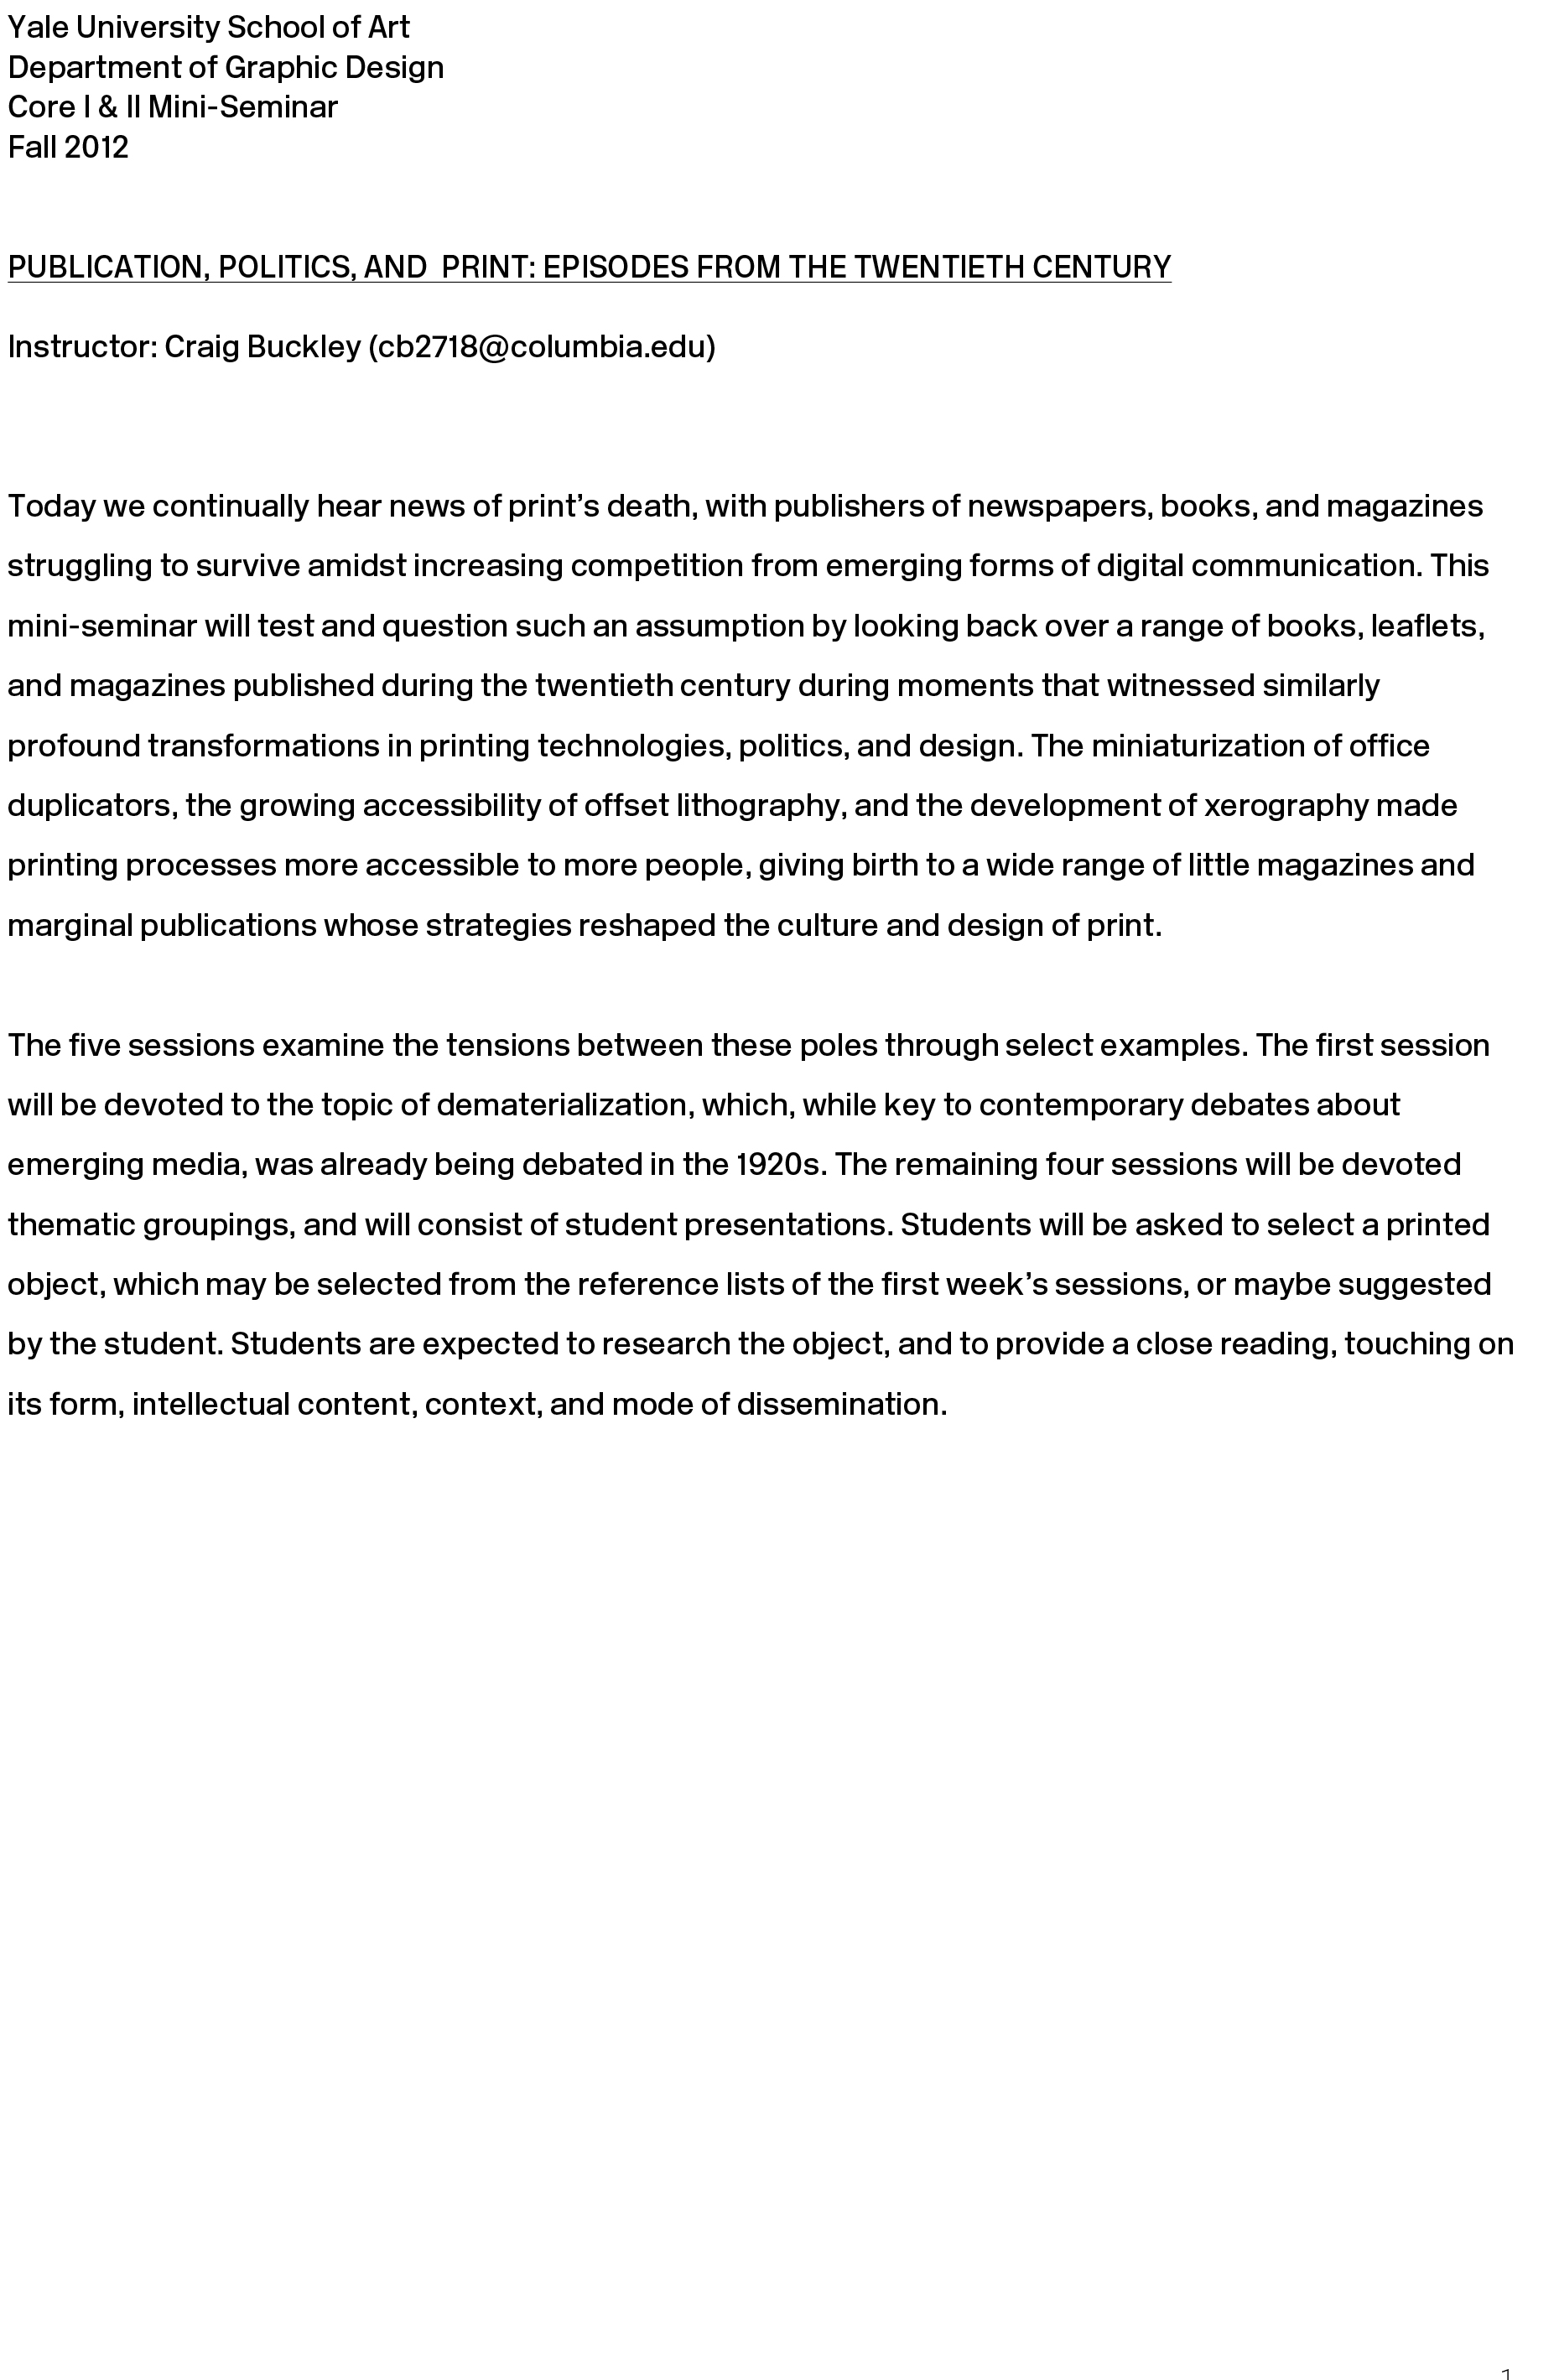 Yale University School of Art
Department of Graphic Design
Core I & II Mini-Seminar
Fall 2012
PUBLICATION, POLITICS, AND  PRINT: EPISODES FROM THE TWENTIETH CENTURY
Instructor: Craig Buckley (cb2718@columbia.edu)
Today we continually hear news of print’s death, with publishers of newspapers, books, and magazines
struggling to survive amidst increasing competition from emerging forms of digital communication. This
mini-seminar will test and question such an assumption by looking back over a range of books, leaflets,
and magazines published during the twentieth century during moments that witnessed similarly
profound transformations in printing technologies, politics, and design. The miniaturization of office
duplicators, the growing accessibility of offset lithography, and the development of xerography made
printing processes more accessible to more people, giving birth to a wide range of little magazines and
marginal publications whose strategies reshaped the culture and design of print.
The five sessions examine the tensions between these poles through select examples. The first session
will be devoted to the topic of dematerialization, which, while key to contemporary debates about
emerging media, was already being debated in the 1920s. The remaining four sessions will be devoted
thematic groupings, and will consist of student presentations. Students will be asked to select a printed
object, which may be selected from the reference lists of the first week’s sessions, or maybe suggested
by the student. Students are expected to research the object, and to provide a close reading, touching on
its form, intellectual content, context, and mode of dissemination.
1